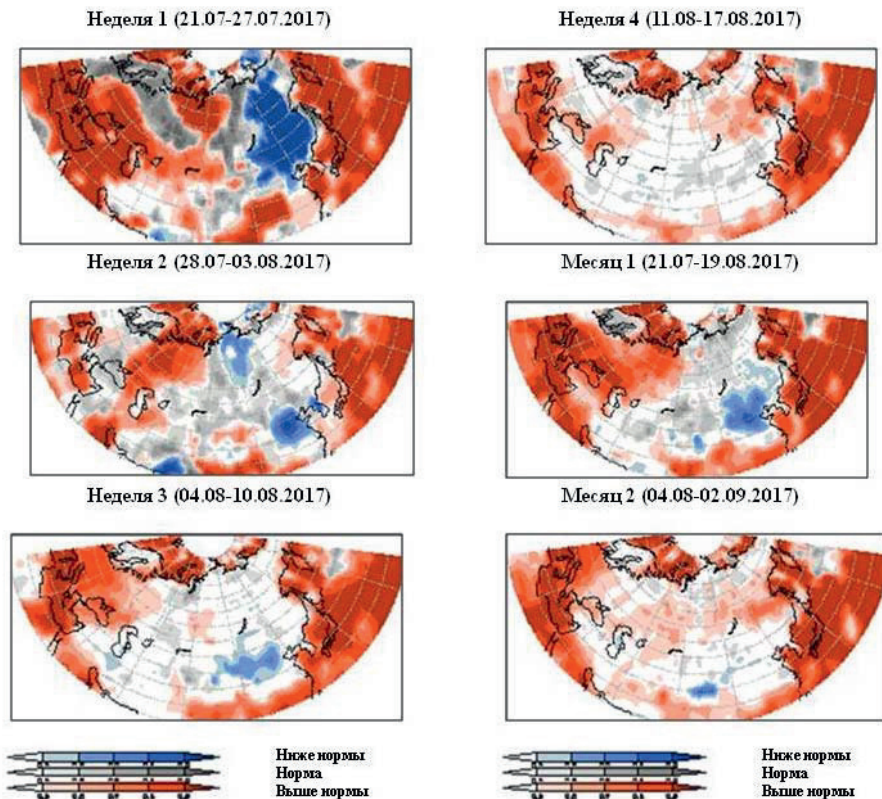 Неделя 1 (21.07-27.07.2017)
Неделя 4 (11.08-17.08.2017)
Неделя 2 (28.07-03.08.2017)
Месяц 1 (21.07-19.08.2017)
Неделя 3 (04.08-10.08.2017)
Месяц 2 (04.08-02.09.2017)
Ниже нормы
Норма
Выше нормы
Ниже нормы
Норма
Выше нормы